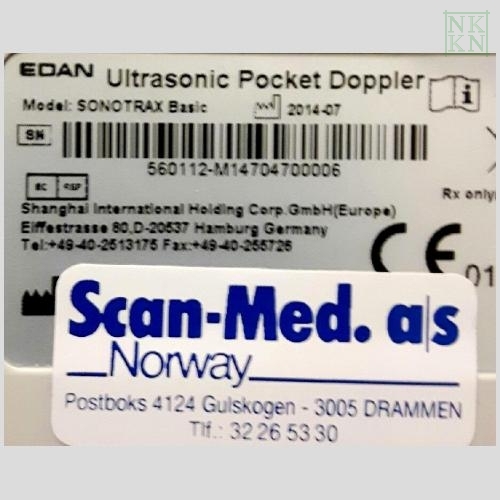 NK
KN
EDAN Ultrasonic Pocket Doppler
Model: SONOTRAX Basic 2014-07
SN
560112-M14704700006
EC REP
Shanghai International Holding Corp.GmbH(Europe)
Eiffestrasse 80,D-20537 Hamburg Germany
Tel:+49-40-2513175 Fax:+49-40-255726
Rx only
CE 01
Scan-Med. a/s
Norway
Postboks 4124 Gulskogen - 3005 DRAMMEN
Tlf.: 32 26 53 30